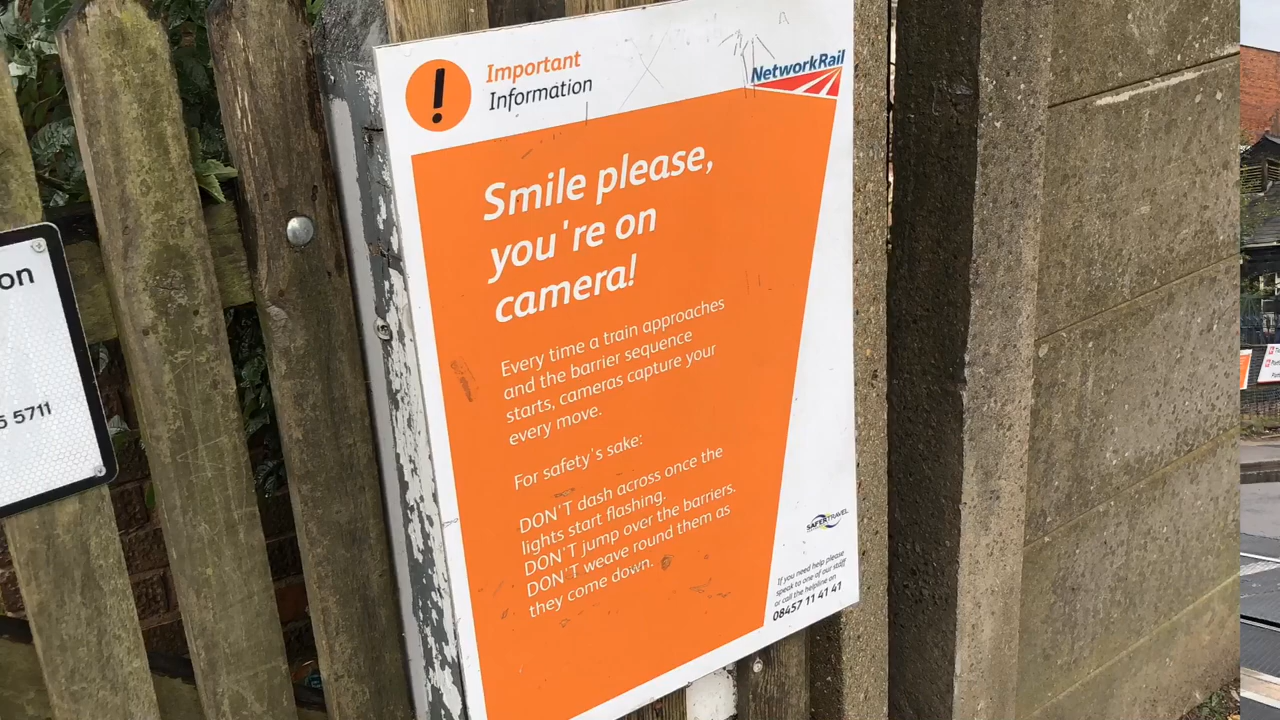 Important
Information
NetworkRail
Smile please,
you're on
camera!
Every time a train approaches
and the barrier sequence
starts, cameras capture your
every move.
For safety's sake:
DON'T dash across once the
lights start flashing.
DON'T jump over the barriers.
DON'T weave round them as
they come down.
SAFERTRAVEL
If you need help please
speak to one of our staff
or call the helpline on
08457 11 41 41
on
5 5711